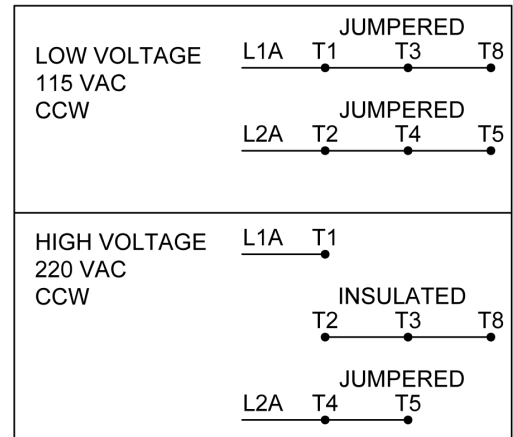 JUMPERED
LOW VOLTAGE L1A T1 T3 T8
115 VAC
CCW JUMPERED
L2A T2 T4 T5
HIGH VOLTAGE L1A T1
220 VAC
CCW INSULATED
T2 T3 T8
JUMPERED
L2A T4 T5